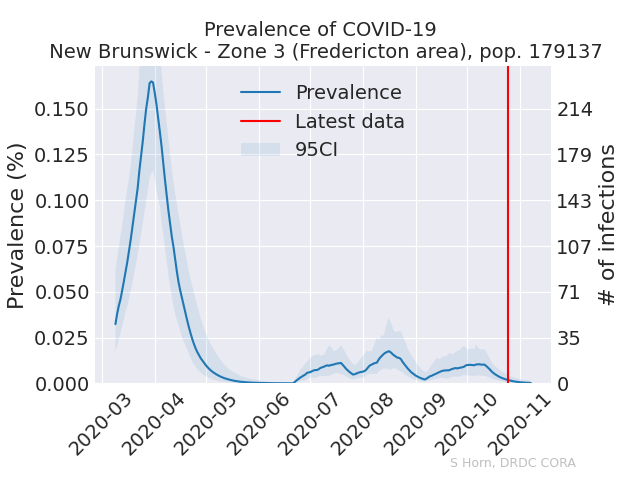 Prevalence of COVID-19
New Brunswick - Zone 3 (Fredericton area), pop. 179137
Prevalence
Latest data
95CI
Prevalence (%)
0.150
0.125
0.100
0.075
0.050
0.025
0.000
214
179
143
107
71
35
0
# of infections
2020-03
2020-04
2020-05
2020-06
2020-07
2020-08
2020-09
2020-10
2020-11
S Horn, DRDC CORA